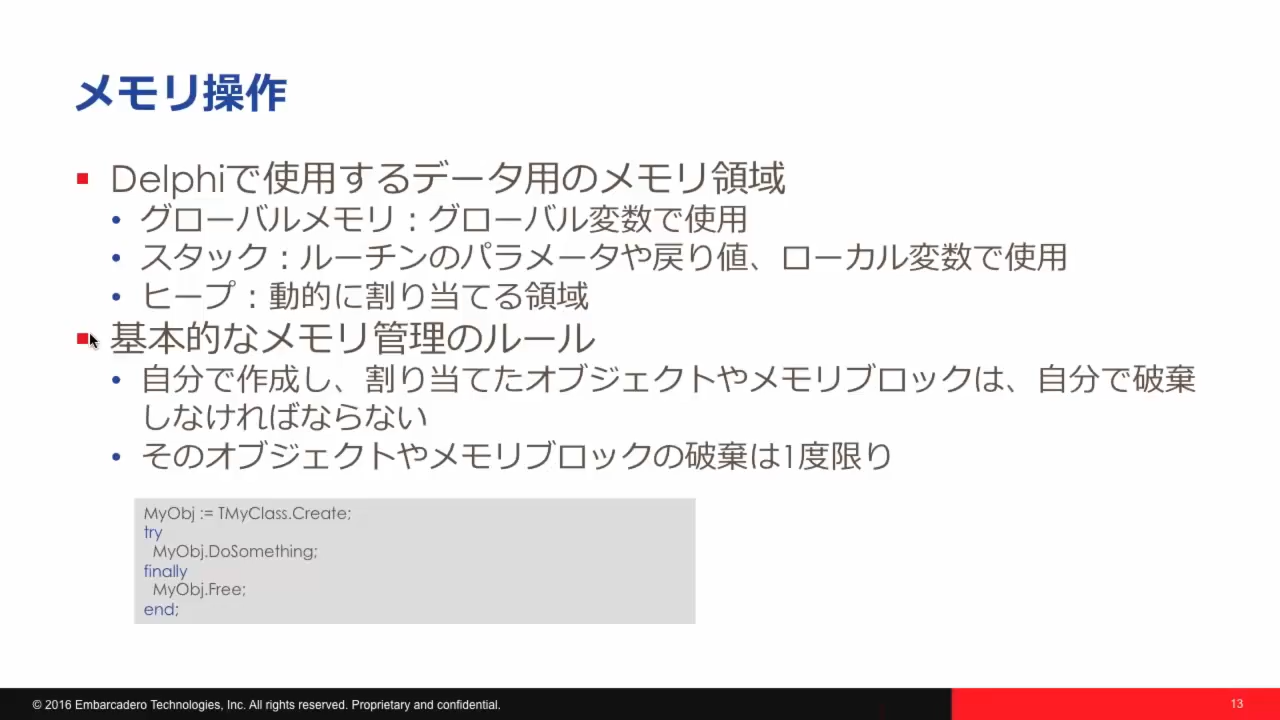 メモリ操作
Delphiで使用するデータ用のメモリ領域
グローバルメモリ：グローバル変数で使用
スタック：ルーチンのパラメータや戻り値、ローカル変数で使用
ヒープ：動的に割り当てる領域
基本的なメモリ管理のルール
自分で作成し、割り当てたオブジェクトやメモリブロックは、自分で破棄
しなければならない
そのオブジェクトやメモリブロックの破棄は1度限り
MyObj := TMyClass.Create;
try
MyObj.DoSomething;
finally
MyObj.Free;
end;
© 2016 Embarcadero Technologies, Inc. All rights reserved. Proprietary and confidential.
13